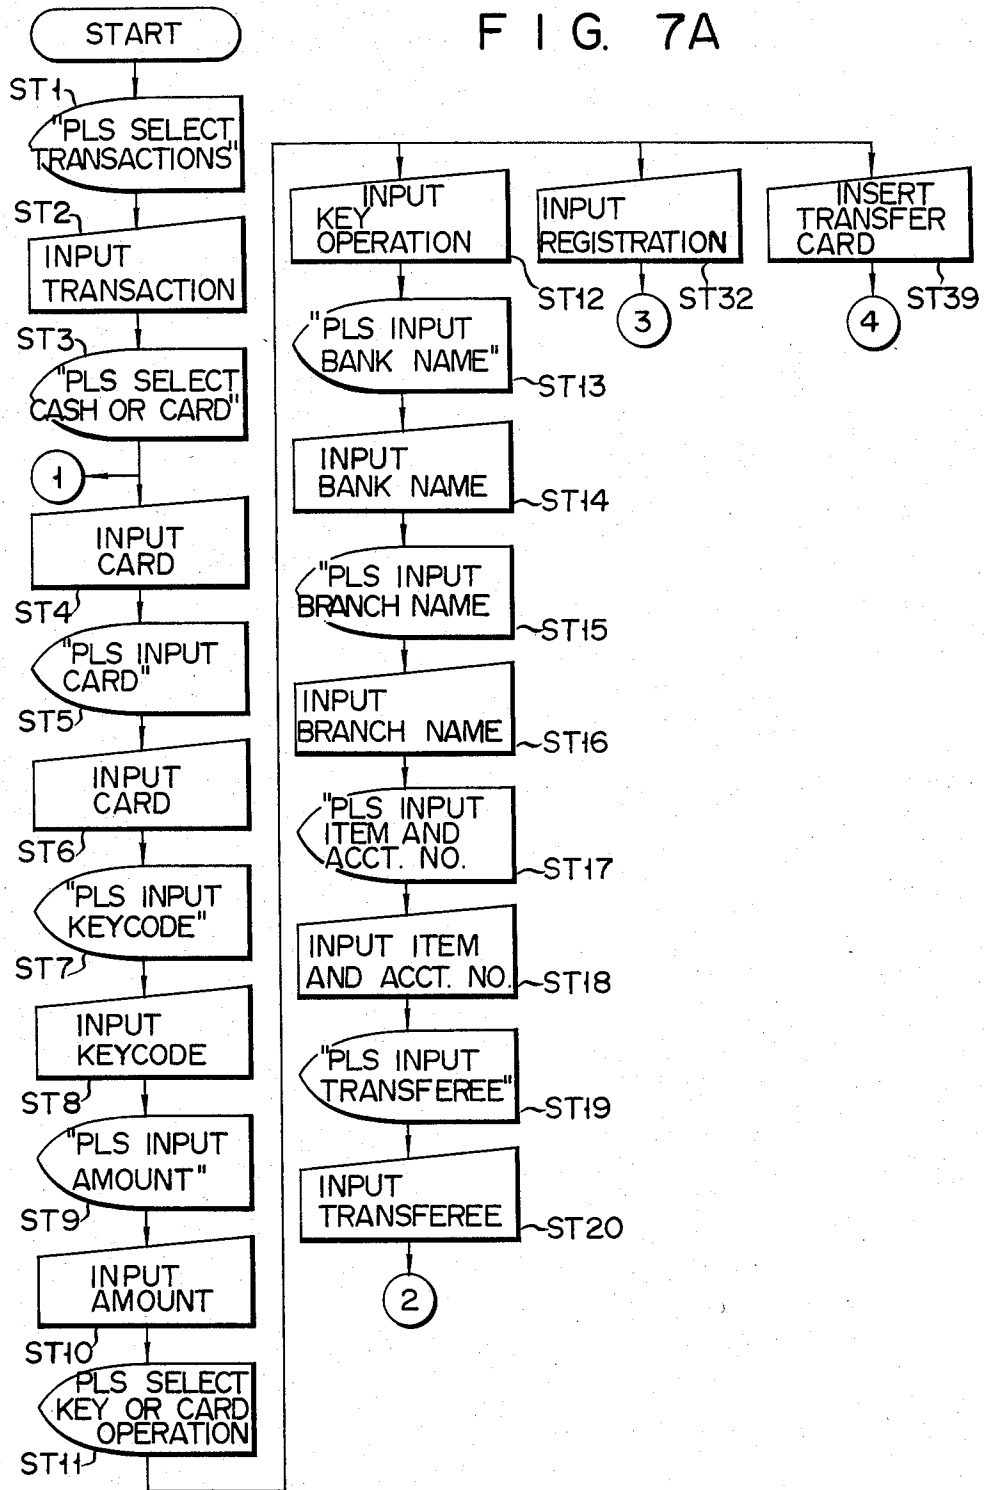 F I G. 7A
START
ST1
"PLS SELECT
TRANSACTIONS"
ST2
INPUT
TRANSACTION
ST3
"PLS SELECT
CASH OR CARD"
1
INPUT
CARD
ST4
"PLS INPUT
CARD"
ST5
INPUT
CARD
ST6
"PLS INPUT
KEYCODE"
ST7
INPUT
KEYCODE
ST8
"PLS INPUT
AMOUNT"
ST9
INPUT
AMOUNT
ST10
PLS SELECT
KEY OR CARD
OPERATION
ST11
INPUT
KEY
OPERATION
ST12
"PLS INPUT
BANK NAME"
ST13
INPUT
BANK NAME
ST14
"PLS INPUT
BRANCH NAME
ST15
INPUT
BRANCH NAME
ST16
"PLS INPUT
ITEM AND
ACCT. NO.
ST17
INPUT ITEM
AND ACCT. NO.
ST18
"PLS INPUT
TRANSFEREE"
ST19
INPUT
TRANSFEREE
ST20
2
INPUT
REGISTRATION
ST32
3
INSERT
TRANSFER
CARD
ST39
4